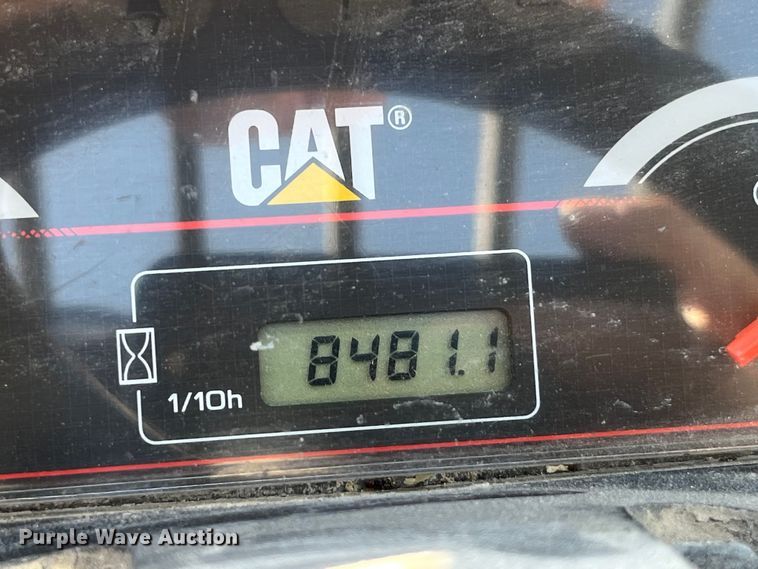 CAT®
8481.1
1/10h
Purple Wave Auction